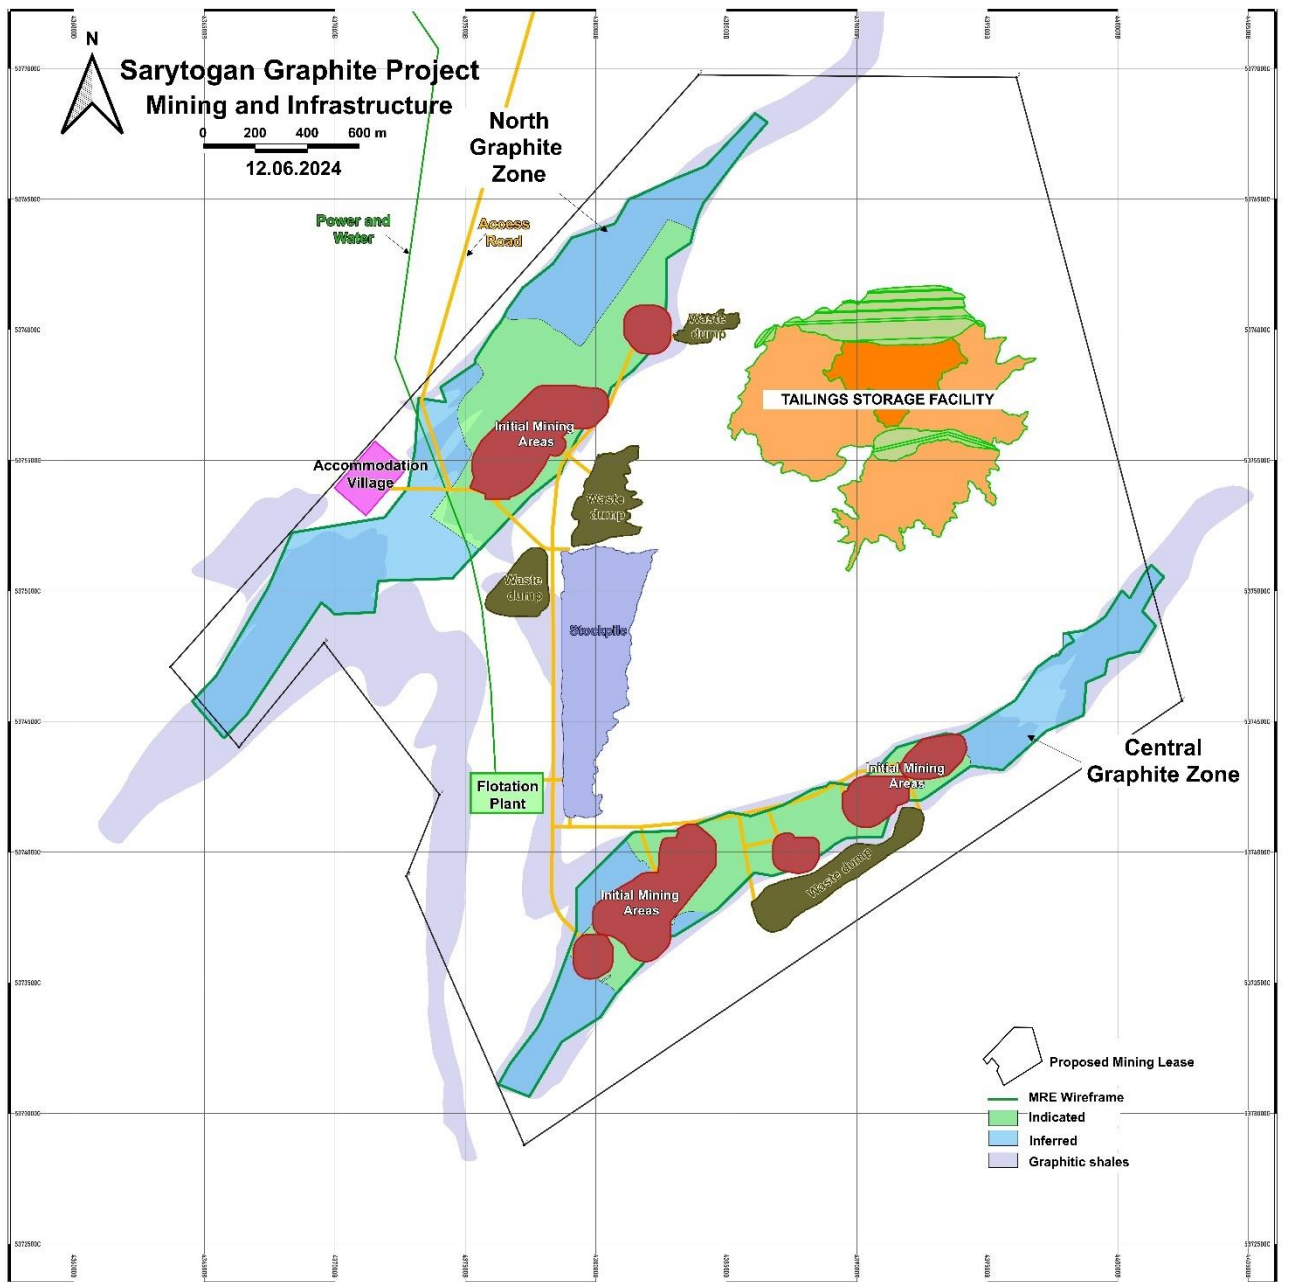 N
Sarytogan Graphite Project
Mining and Infrastructure
0 200 400 600 m
12.06.2024
North
Graphite
Zone
Power and
Water
Access
Road
Waste
dump
TAILINGS STORAGE FACILITY
Initial Mining
Areas
Accommodation
Village
Waste
dump
Waste
dump
Stockpile
Central
Graphite Zone
Initial Mining
Areas
Flotation
Plant
Waste dump
Initial Mining
Areas
Proposed Mining Lease
MRE Wireframe
Indicated
Inferred
Graphitic shales